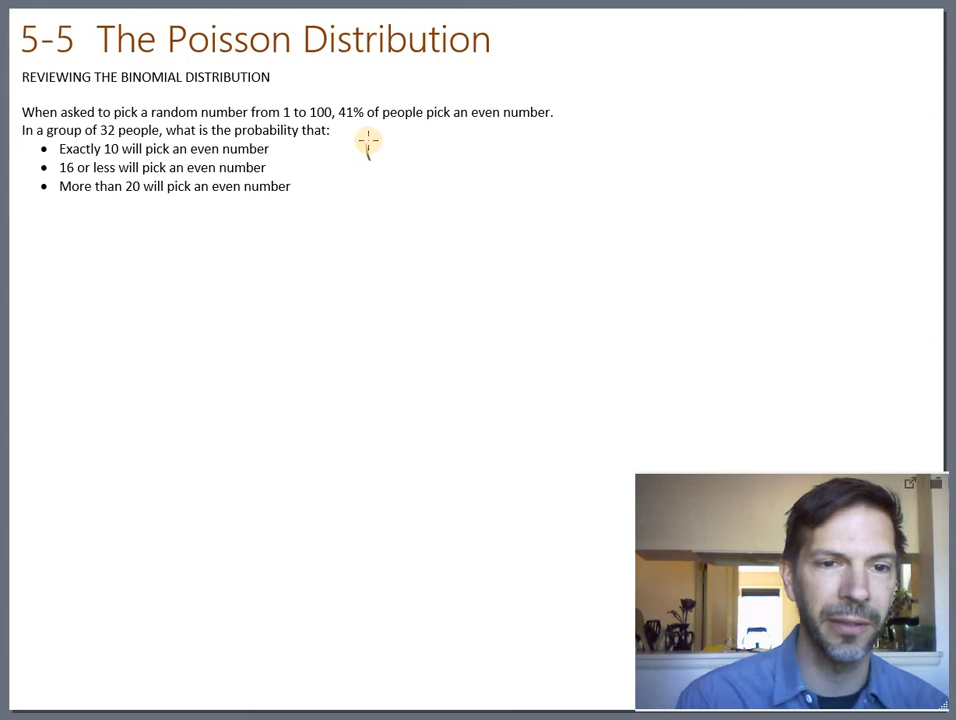 5-5 The Poisson Distribution
REVIEWING THE BINOMIAL DISTRIBUTION
When asked to pick a random number from 1 to 100, 41% of people pick an even number.
In a group of 32 people, what is the probability that:
• Exactly 10 will pick an even number
• 16 or less will pick an even number
• More than 20 will pick an even number